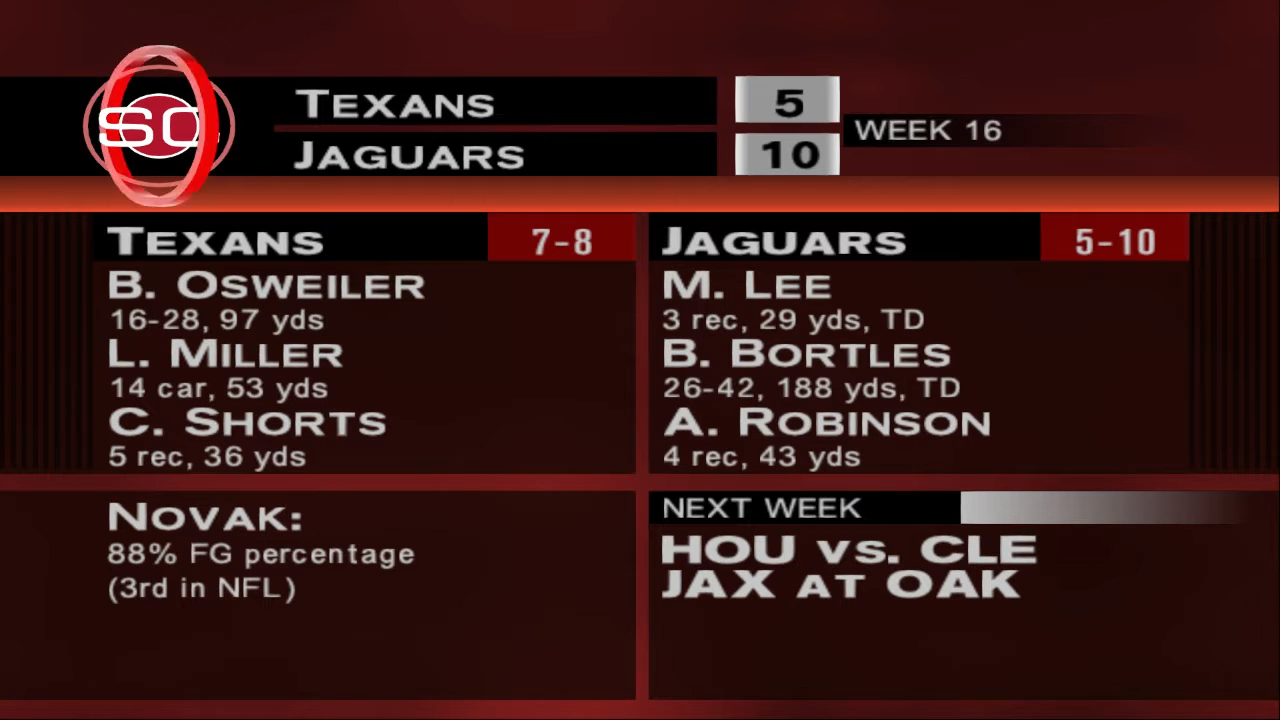 SC
TEXANS 5
JAGUARS 10
WEEK 16
TEXANS 7-8
B. OSWEILER
16-28, 97 yds
L. MILLER
14 car, 53 yds
C. SHORTS
5 rec, 36 yds
JAGUARS 5-10
M. LEE
3 rec, 29 yds, TD
B. BORTLES
26-42, 188 yds, TD
A. ROBINSON
4 rec, 43 yds
NOVAK:
88% FG percentage
(3rd in NFL)
NEXT WEEK
HOU VS. CLE
JAX AT OAK